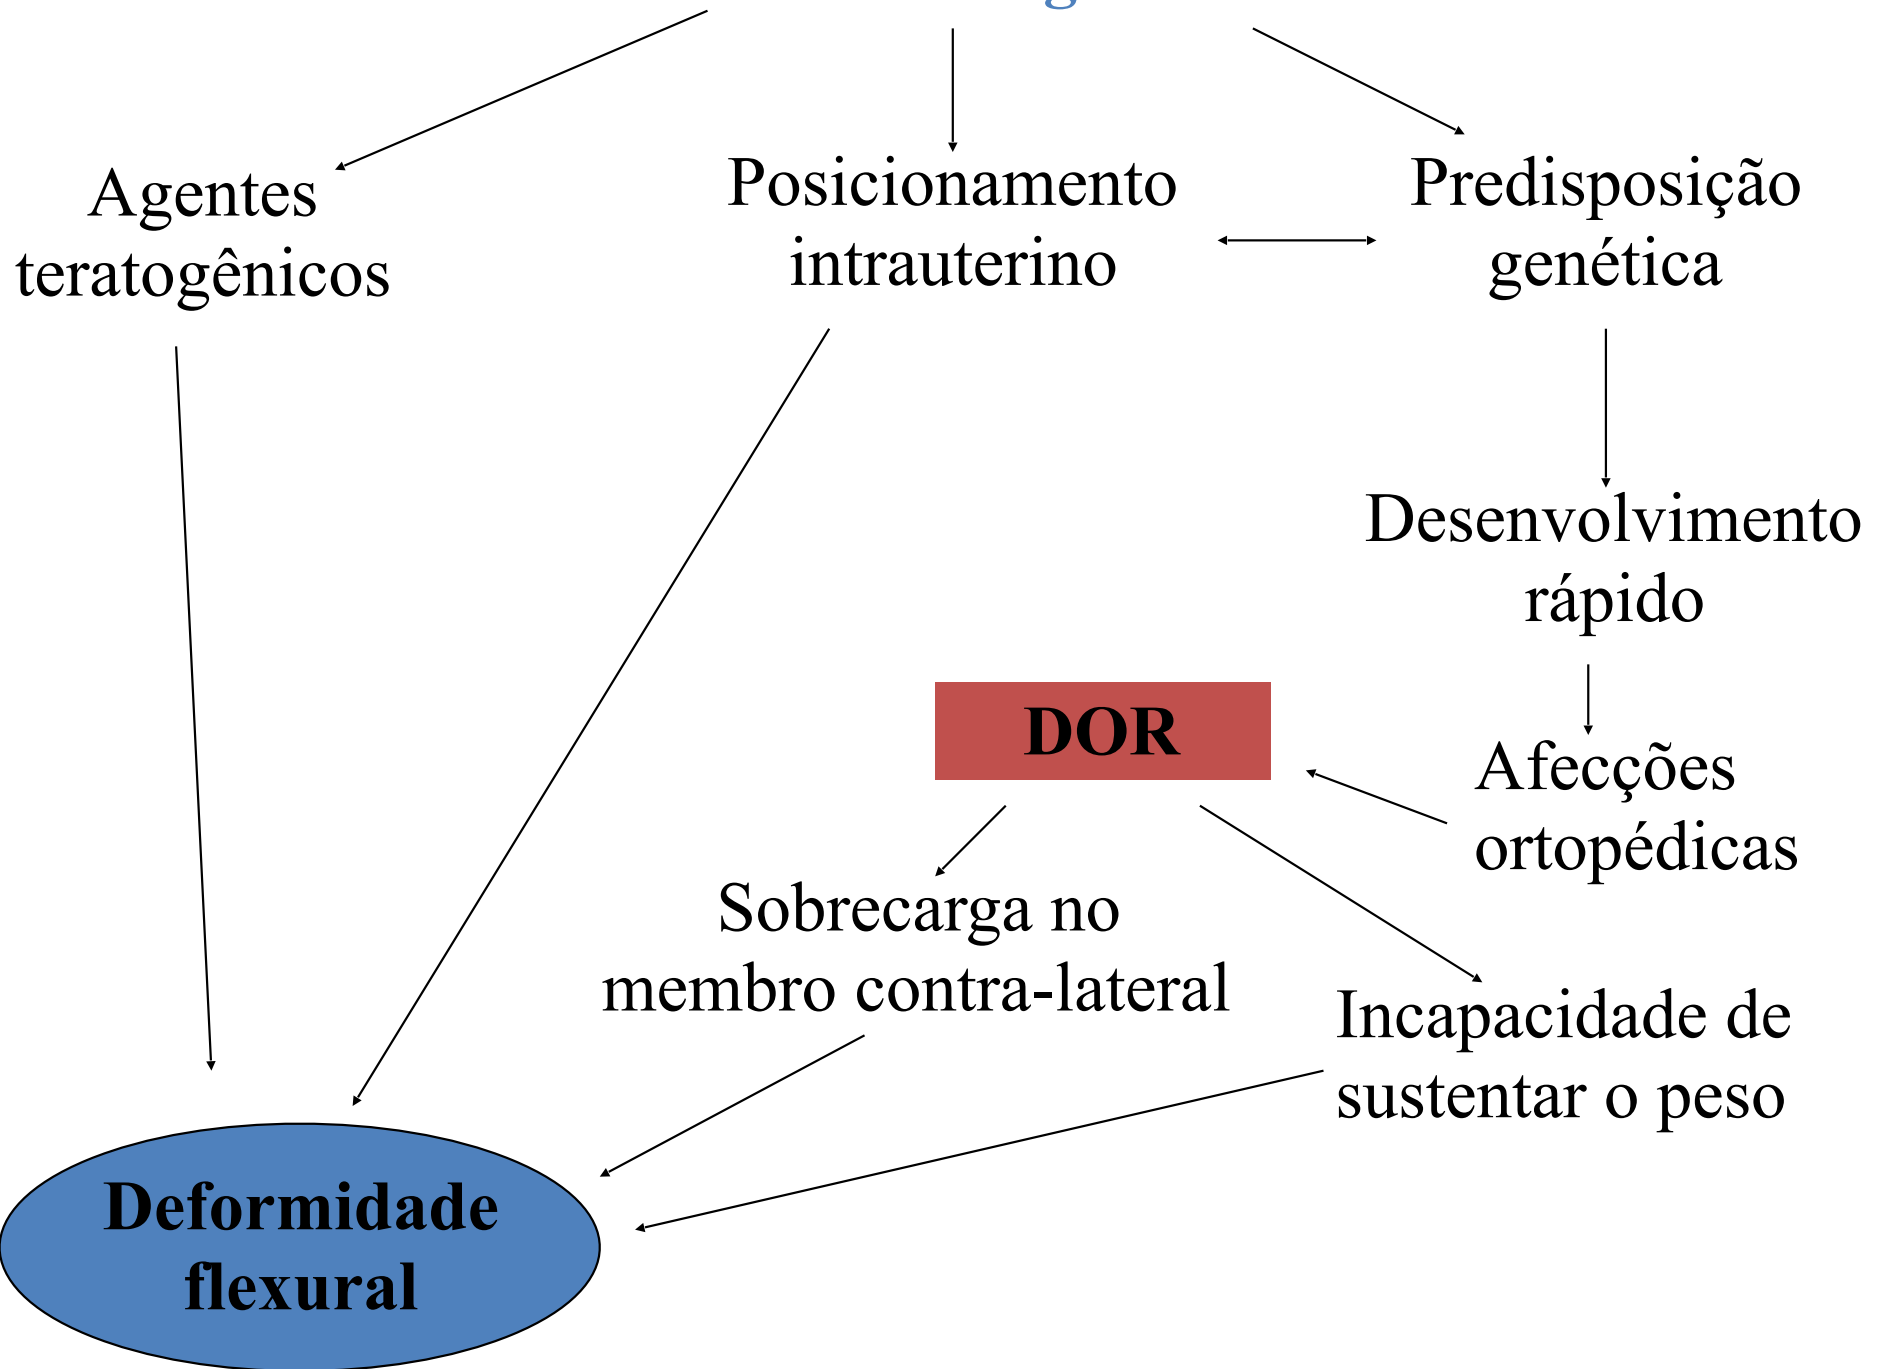 Agentes
teratogênicos
Posicionamento
intrauterino
Predisposição
genética
Desenvolvimento
rápido
DOR
Afecções
ortopédicas
Sobrecarga no
membro contra-lateral
Incapacidade de
sustentar o peso
Deformidade
flexural